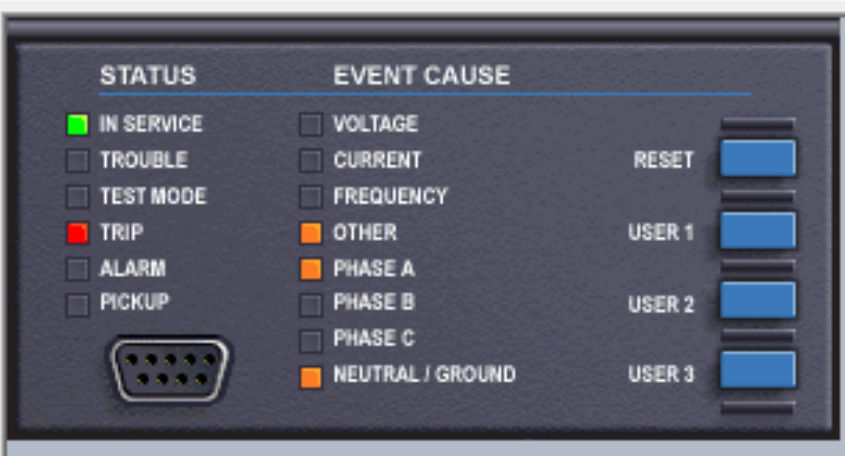 STATUS
EVENT CAUSE
IN SERVICE
VOLTAGE
TROUBLE
CURRENT
RESET
TEST MODE
FREQUENCY
TRIP
OTHER
USER 1
ALARM
PHASE A
PICKUP
PHASE B
USER 2
PHASE C
NEUTRAL / GROUND
USER 3